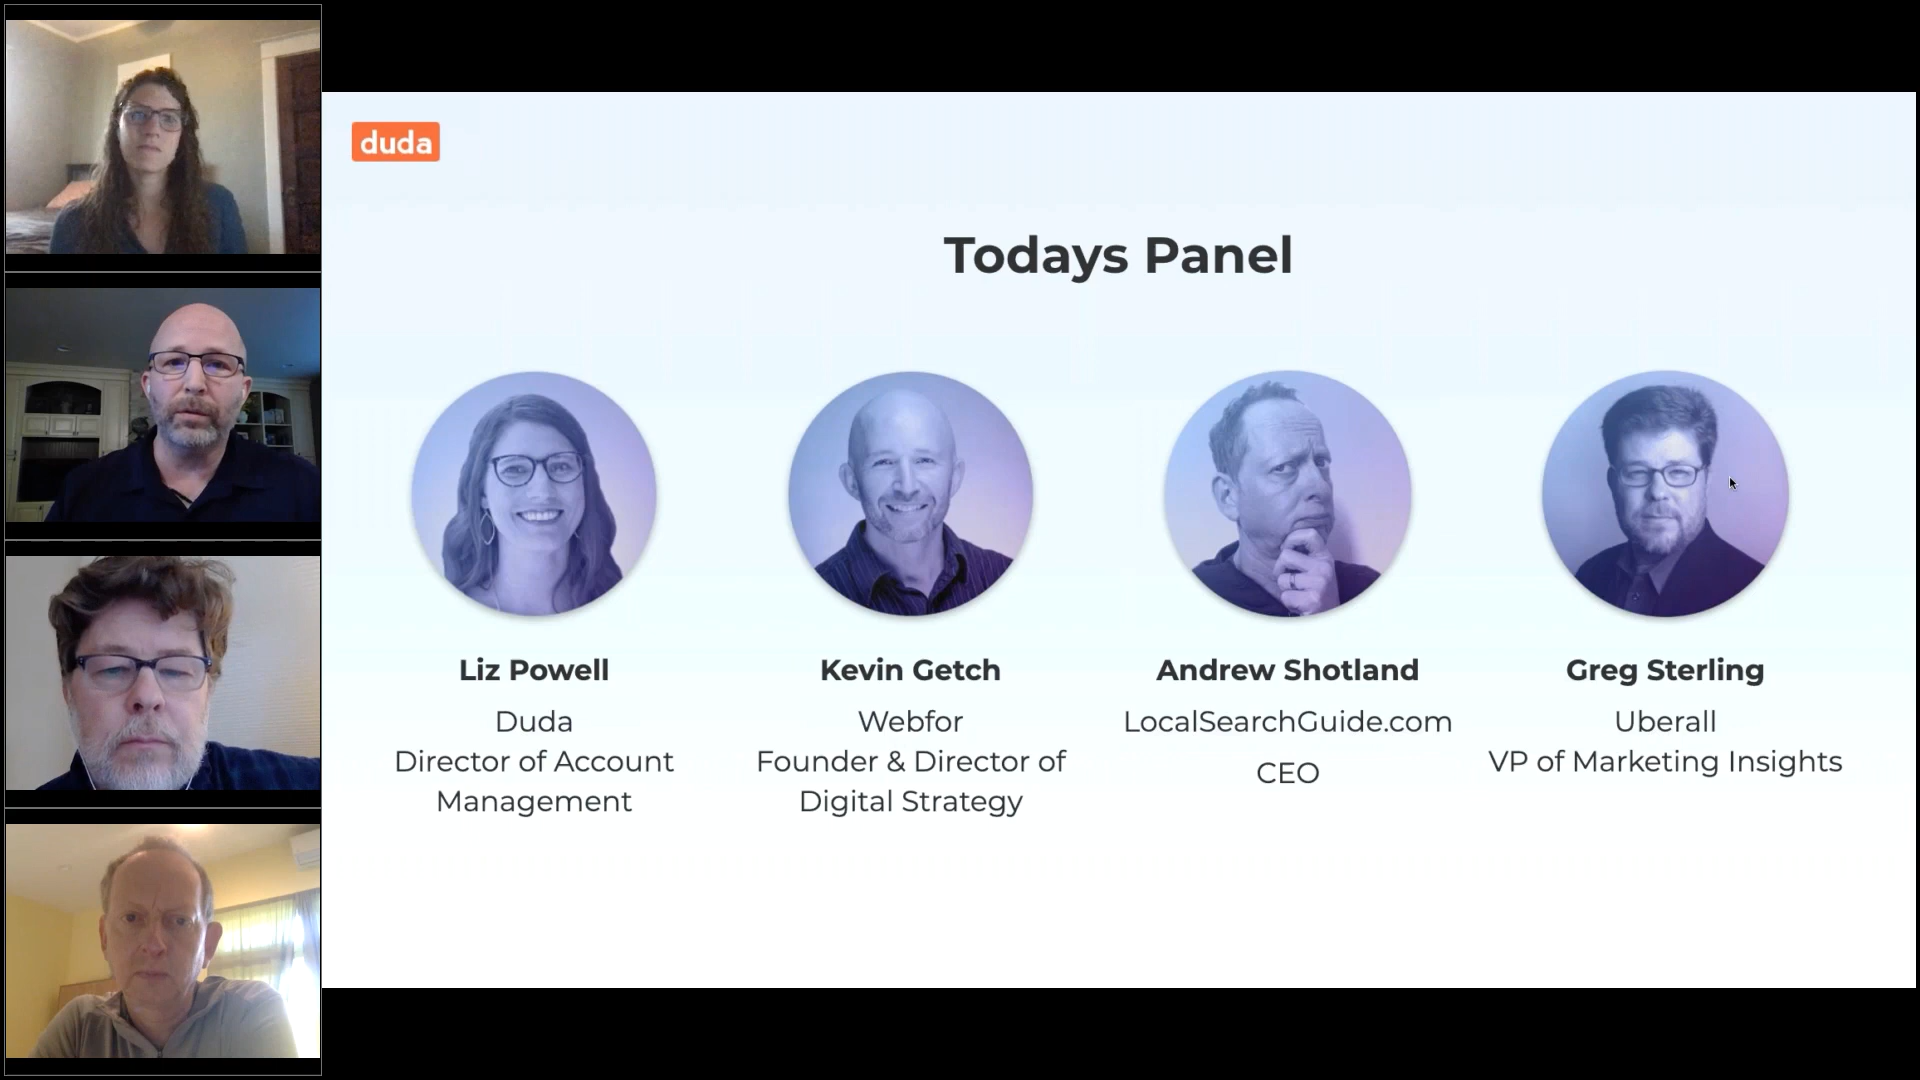 duda
Todays Panel
Liz Powell
Duda
Director of Account
Management
Kevin Getch
Webfor
Founder & Director of
Digital Strategy
Andrew Shotland
LocalSearchGuide.com
CEO
Greg Sterling
Uberall
VP of Marketing Insights